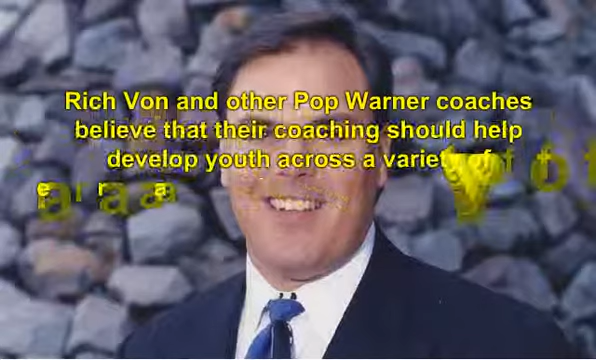 Rich Von and other Pop Warner coaches
believe that their coaching should help
develop youth across a variety of